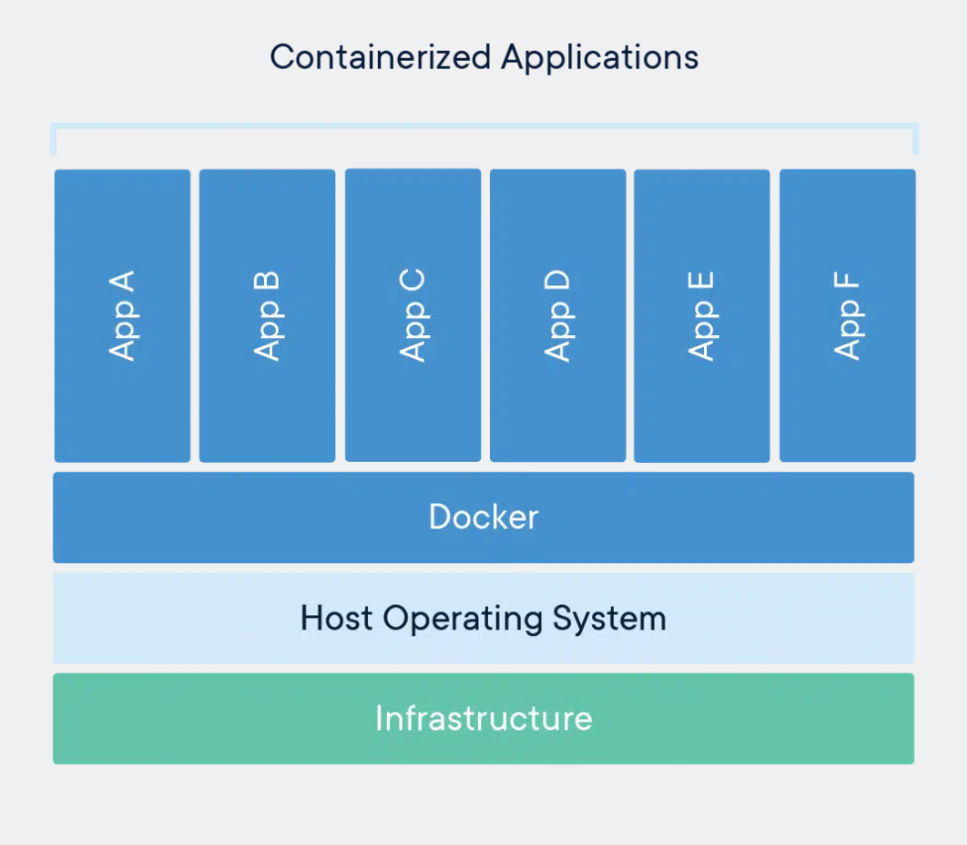 Containerized Applications
App A
App B
App C
App D
App E
App F
Docker
Host Operating System
Infrastructure